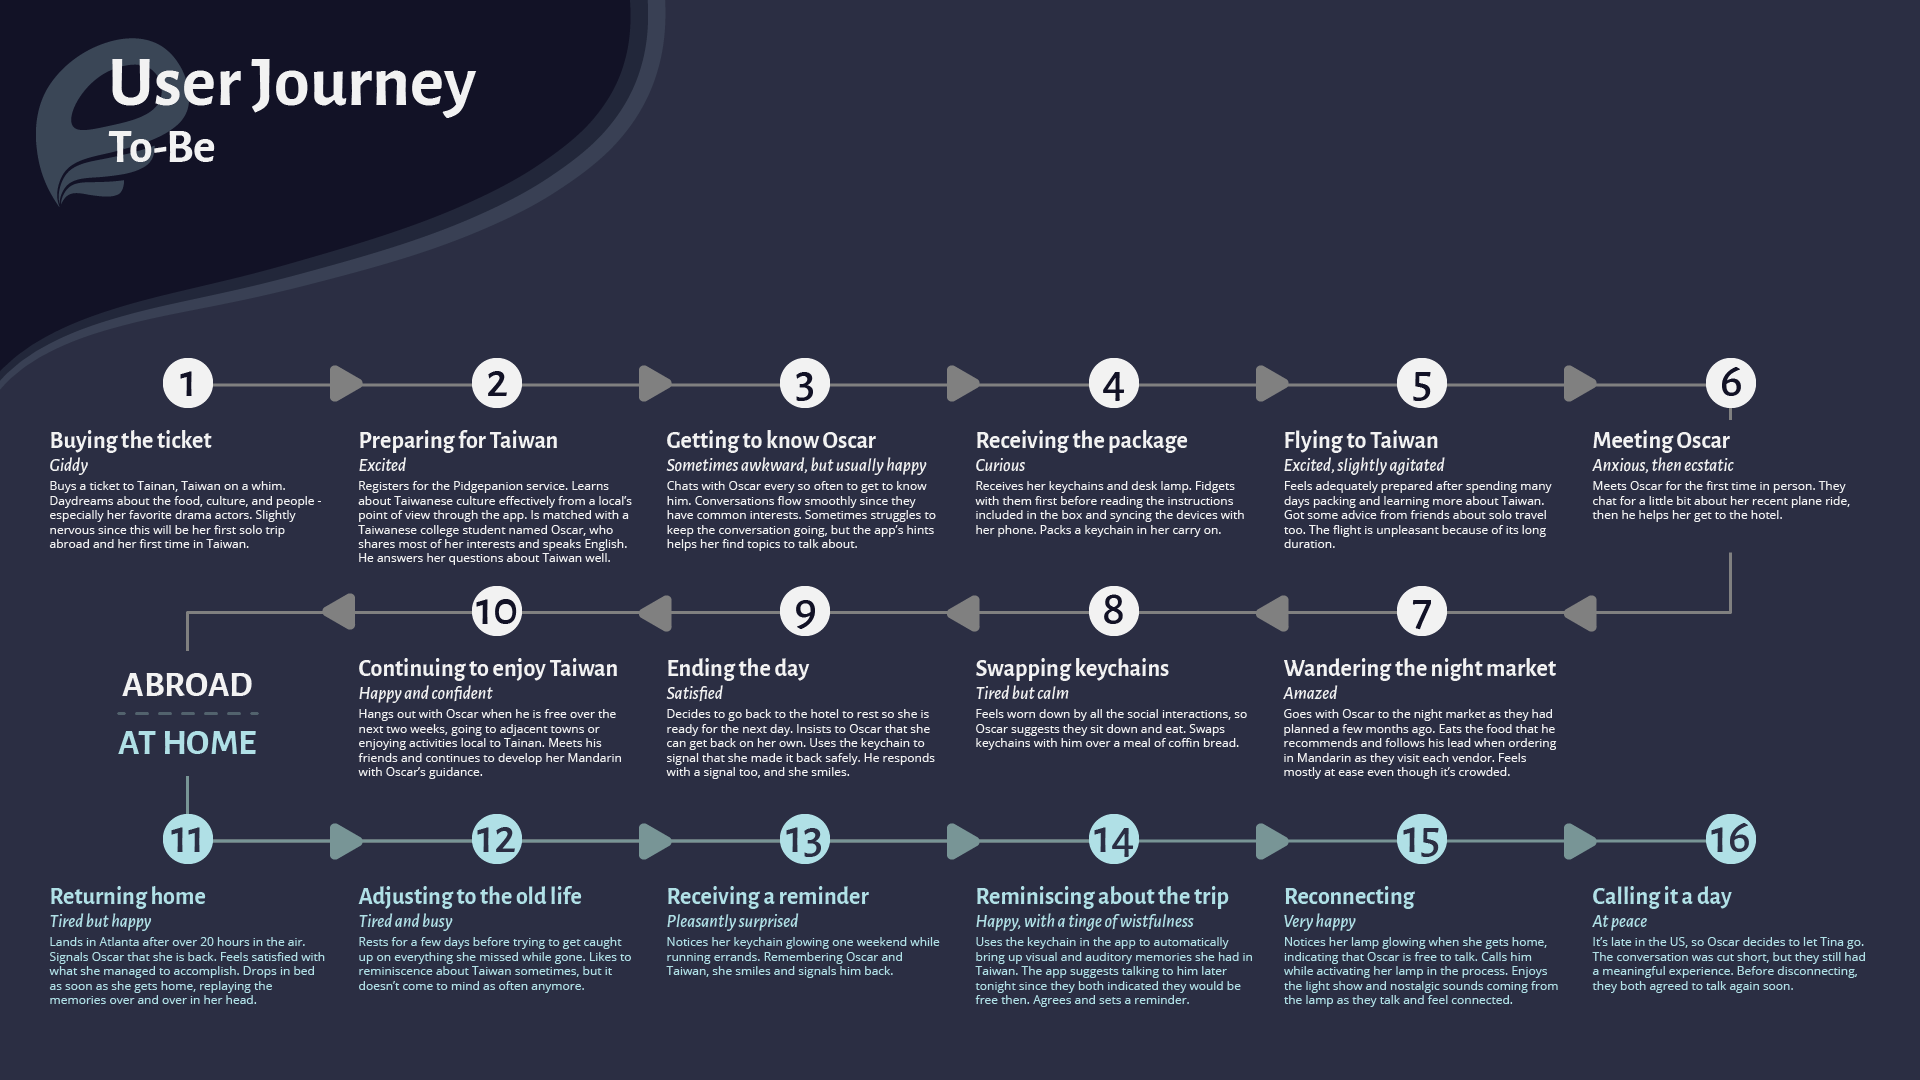 User Journey
To-Be
1
2
3
4
5
6
Buying the ticket
Giddy
Buys a ticket to Tainan, Taiwan on a whim.
Daydreams about the food, culture, and people -
especially her favorite drama actors. Slightly
nervous since this will be her first solo trip
abroad and her first time in Taiwan.
Preparing for Taiwan
Excited
Registers for the Pidgepanion service. Learns
about Taiwanese culture effectively from a local's
point of view through the app. Is matched with a
Taiwanese college student named Oscar, who
shares most of her interests and speaks English.
He answers her questions about Taiwan well.
Getting to know Oscar
Sometimes awkward, but usually happy
Chats with Oscar every so often to get to know
him. Conversations flow smoothly since they
have common interests. Sometimes struggles to
keep the conversation going, but the app's hints
helps her find topics to talk about.
Receiving the package
Curious
Receives her keychains and desk lamp. Fidgets
with them first before reading the instructions
included in the box and syncing the devices with
her phone. Packs a keychain in her carry on.
Flying to Taiwan
Excited, slightly agitated
Feels adequately prepared after spending many
days packing and learning more about Taiwan.
Got some advice from friends about solo travel
too. The flight is unpleasant because of its long
duration.
Meeting Oscar
Anxious, then ecstatic
Meets Oscar for the first time in person. They
chat for a little bit about her recent plane ride,
then he helps her get to the hotel.
10
9
8
7
ABROAD
AT HOME
Continuing to enjoy Taiwan
Happy and confident
Hangs out with Oscar when he is free over the
next two weeks, going to adjacent towns or
enjoying activities local to Tainan. Meets his
friends and continues to develop her Mandarin
with Oscar's guidance.
Ending the day
Satisfied
Decides to go back to the hotel to rest so she is
ready for the next day. Insists to Oscar that she
can get back on her own. Uses the keychain to
signal that she made it back safely. He responds
with a signal too, and she smiles.
Swapping keychains
Tired but calm
Feels worn down by all the social interactions, so
Oscar suggests they sit down and eat. Swaps
keychains with him over a meal of coffin bread.
Wandering the night market
Amazed
Goes with Oscar to the night market as they had
planned a few months ago. Eats the food that he
recommends and follows his lead when ordering
in Mandarin as they visit each vendor. Feels
mostly at ease even though it's crowded.
11
12
13
14
15
16
Returning home
Tired but happy
Lands in Atlanta after over 20 hours in the air.
Signals Oscar that she is back. Feels satisfied with
what she managed to accomplish. Drops in bed
as soon as she gets home, replaying the
memories over and over in her head.
Adjusting to the old life
Tired and busy
Rests for a few days before trying to get caught
up on everything she missed while gone. Likes to
reminiscence about Taiwan sometimes, but it
doesn't come to mind as often anymore.
Receiving a reminder
Pleasantly surprised
Notices her keychain glowing one weekend while
running errands. Remembering Oscar and
Taiwan, she smiles and signals him back.
Reminiscing about the trip
Happy, with a tinge of wistfulness
Uses the keychain in the app to automatically
bring up visual and auditory memories she had in
Taiwan. The app suggests talking to him later
tonight since they both indicated they would be
free then. Agrees and sets a reminder.
Reconnecting
Very happy
Notices her lamp glowing when she gets home,
indicating that Oscar is free to talk. Calls him
while activating her lamp in the process. Enjoys
the light show and nostalgic sounds coming from
the lamp as they talk and feel connected.
Calling it a day
At peace
It's late in the US, so Oscar decides to let Tina go.
The conversation was cut short, but they still had
a meaningful experience. Before disconnecting,
they both agreed to talk again soon.